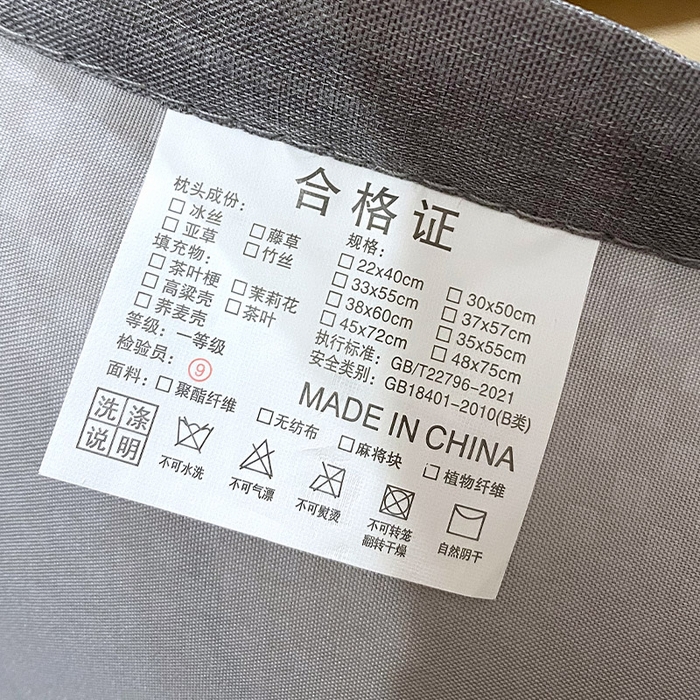 合格证
枕头成份：
□冰丝
□亚草 □藤草
□竹丝
填充物：
□茶叶梗
□高粱壳 □茉莉花
□荞麦壳 □茶叶
等级：一等级
检验员：⑨
规格：
□22x40cm □30x50cm
□33x55cm □37x57cm
□38x60cm □35x55cm
□45x72cm □48x75cm
执行标准：GB/T22796-2021
安全类别：GB18401-2010(B类)
MADE IN CHINA
面料：□聚酯纤维 □无纺布 □麻将块 □植物纤维
洗涤
说明
不可水洗
不可气漂
不可熨烫
不可转笼
翻转干燥
自然阴干